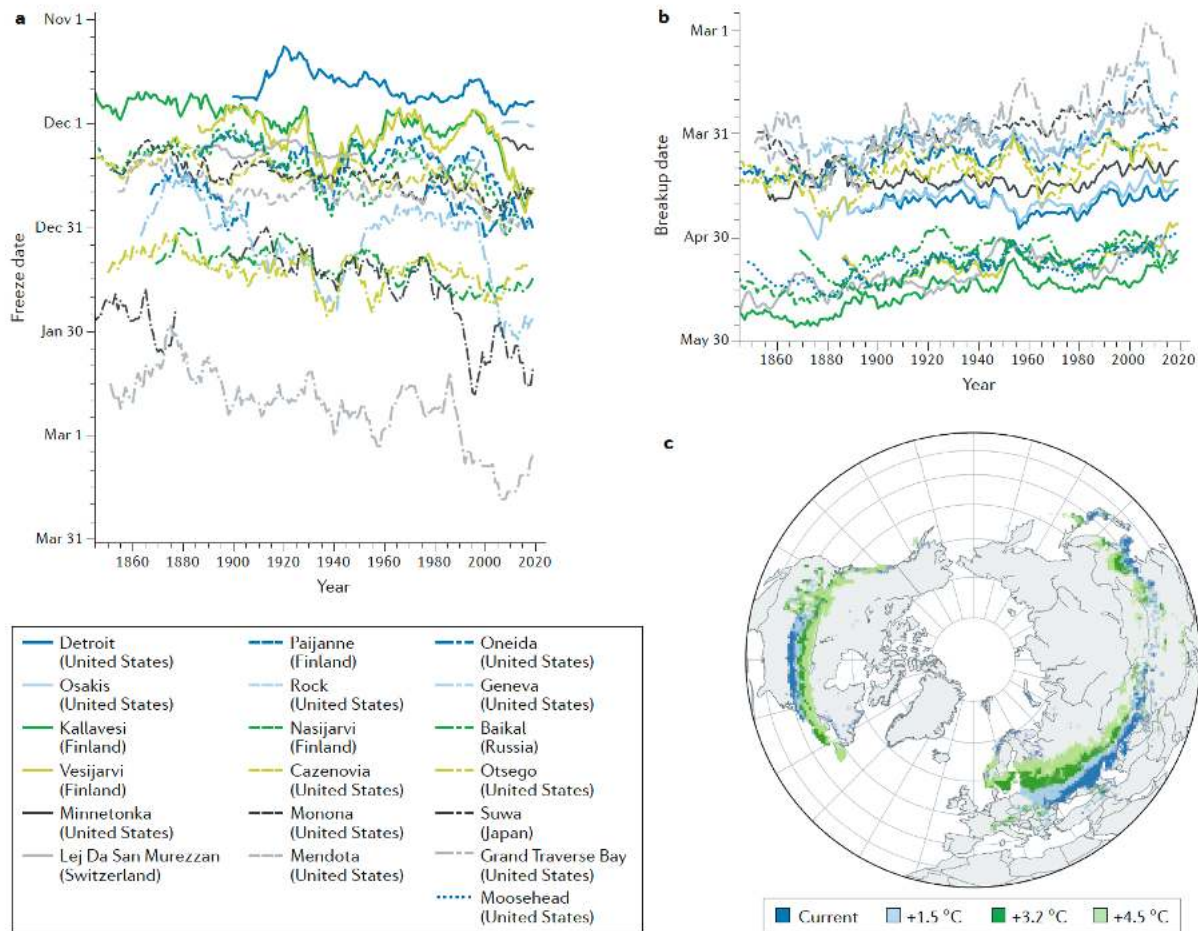 a
Nov 1
Dec 1
Dec 31
Jan 30
Mar 1
Mar 31
Freeze date
1860 1880 1900 1920 1940 1960 1980 2000 2020
Year
b
Mar 1
Mar 31
Apr 30
May 30
Breakup date
1860 1880 1900 1920 1940 1960 1980 2000 2020
Year
Detroit
(United States)
Osakis
(United States)
Kallavesi
(Finland)
Vesijarvi
(Finland)
Minnetonka
(United States)
Lej Da San Murezzan
(Switzerland)
Paijanne
(Finland)
Rock
(United States)
Nasijarvi
(Finland)
Cazenovia
(United States)
Monona
(United States)
Mendota
(United States)
Oneida
(United States)
Geneva
(United States)
Baikal
(Russia)
Otsego
(United States)
Suwa
(Japan)
Grand Traverse Bay
(United States)
Moosehead
(United States)
c
Current +1.5 °C +3.2 °C +4.5 °C